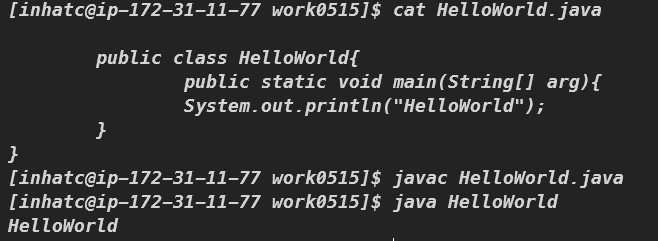 [inhatc@ip-172-31-11-77 work0515]$ cat HelloWorld.java
public class HelloWorld{
public static void main(String[] arg){
System.out.println("HelloWorld");
}
}
[inhatc@ip-172-31-11-77 work0515]$ javac HelloWorld.java
[inhatc@ip-172-31-11-77 work0515]$ java HelloWorld
HelloWorld